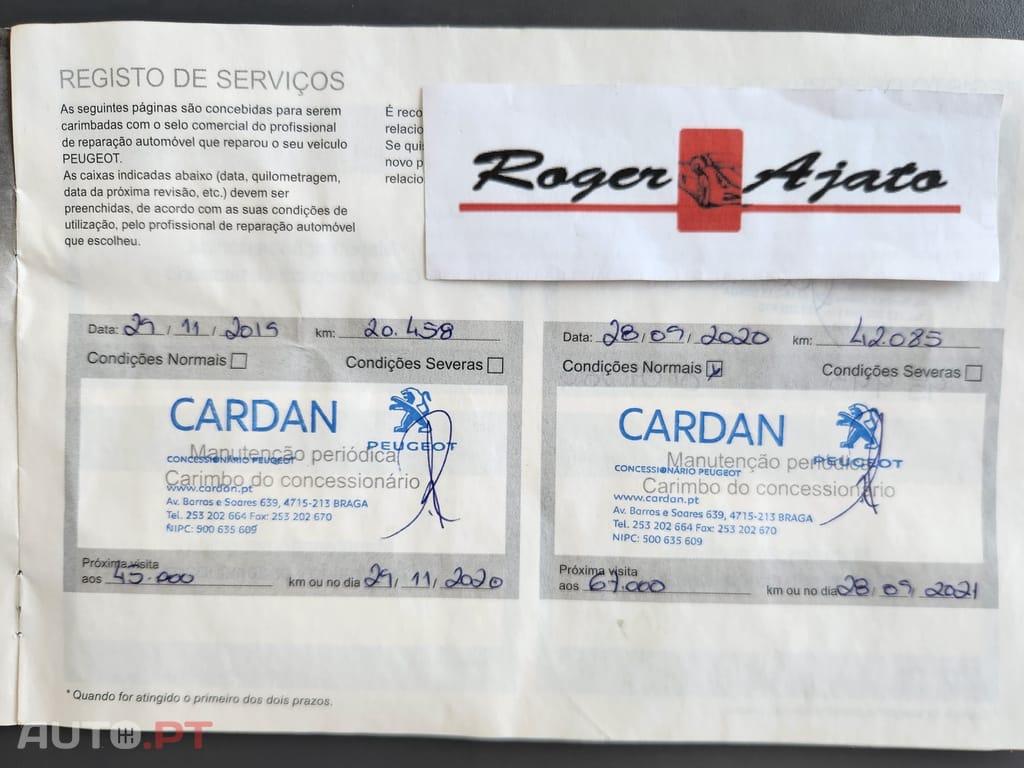 REGISTO DE SERVIÇOS
As seguintes páginas são concebidas para serem
carimbadas com o selo comercial do profissional
de reparação automóvel que reparou o seu veículo
PEUGEOT.
As caixas indicadas abaixo (data, quilometragem,
data da próxima revisão, etc.) devem ser
preenchidas, de acordo com as suas condições de
utilização, pelo profissional de reparação automóvel
que escolheu.
É reco
relacio
Se qui
novo p
relacio
Roger Ajato
Data: 29 / 11 / 2019 km: 20.458
Condições Normais Condições Severas
CARDAN
PEUGEOT
Manutenção periódica
CONCESSIONÁRIO PEUGEOT
Carimbo do concessionário
www.cardan.pt
Av. Barros e Soares 639, 4715-213 BRAGA
Tel. 253 202 664 Fax: 253 202 670
NIPC: 500 635 609
Próxima visita
aos 45.000 km ou no dia 29 / 11 / 2020
Data: 28 / 09 / 2020 km: 42.085
Condições Normais Condições Severas
CARDAN
PEUGEOT
Manutenção periódica
CONCESSIONÁRIO PEUGEOT
Carimbo do concessionário
www.cardan.pt
Av. Barros e Soares 639, 4715-213 BRAGA
Tel. 253 202 664 Fax: 253 202 670
NIPC: 500 635 609
Próxima visita
aos 67.000 km ou no dia 28 / 09 / 2021
* Quando for atingido o primeiro dos dois prazos.
AUTO.PT